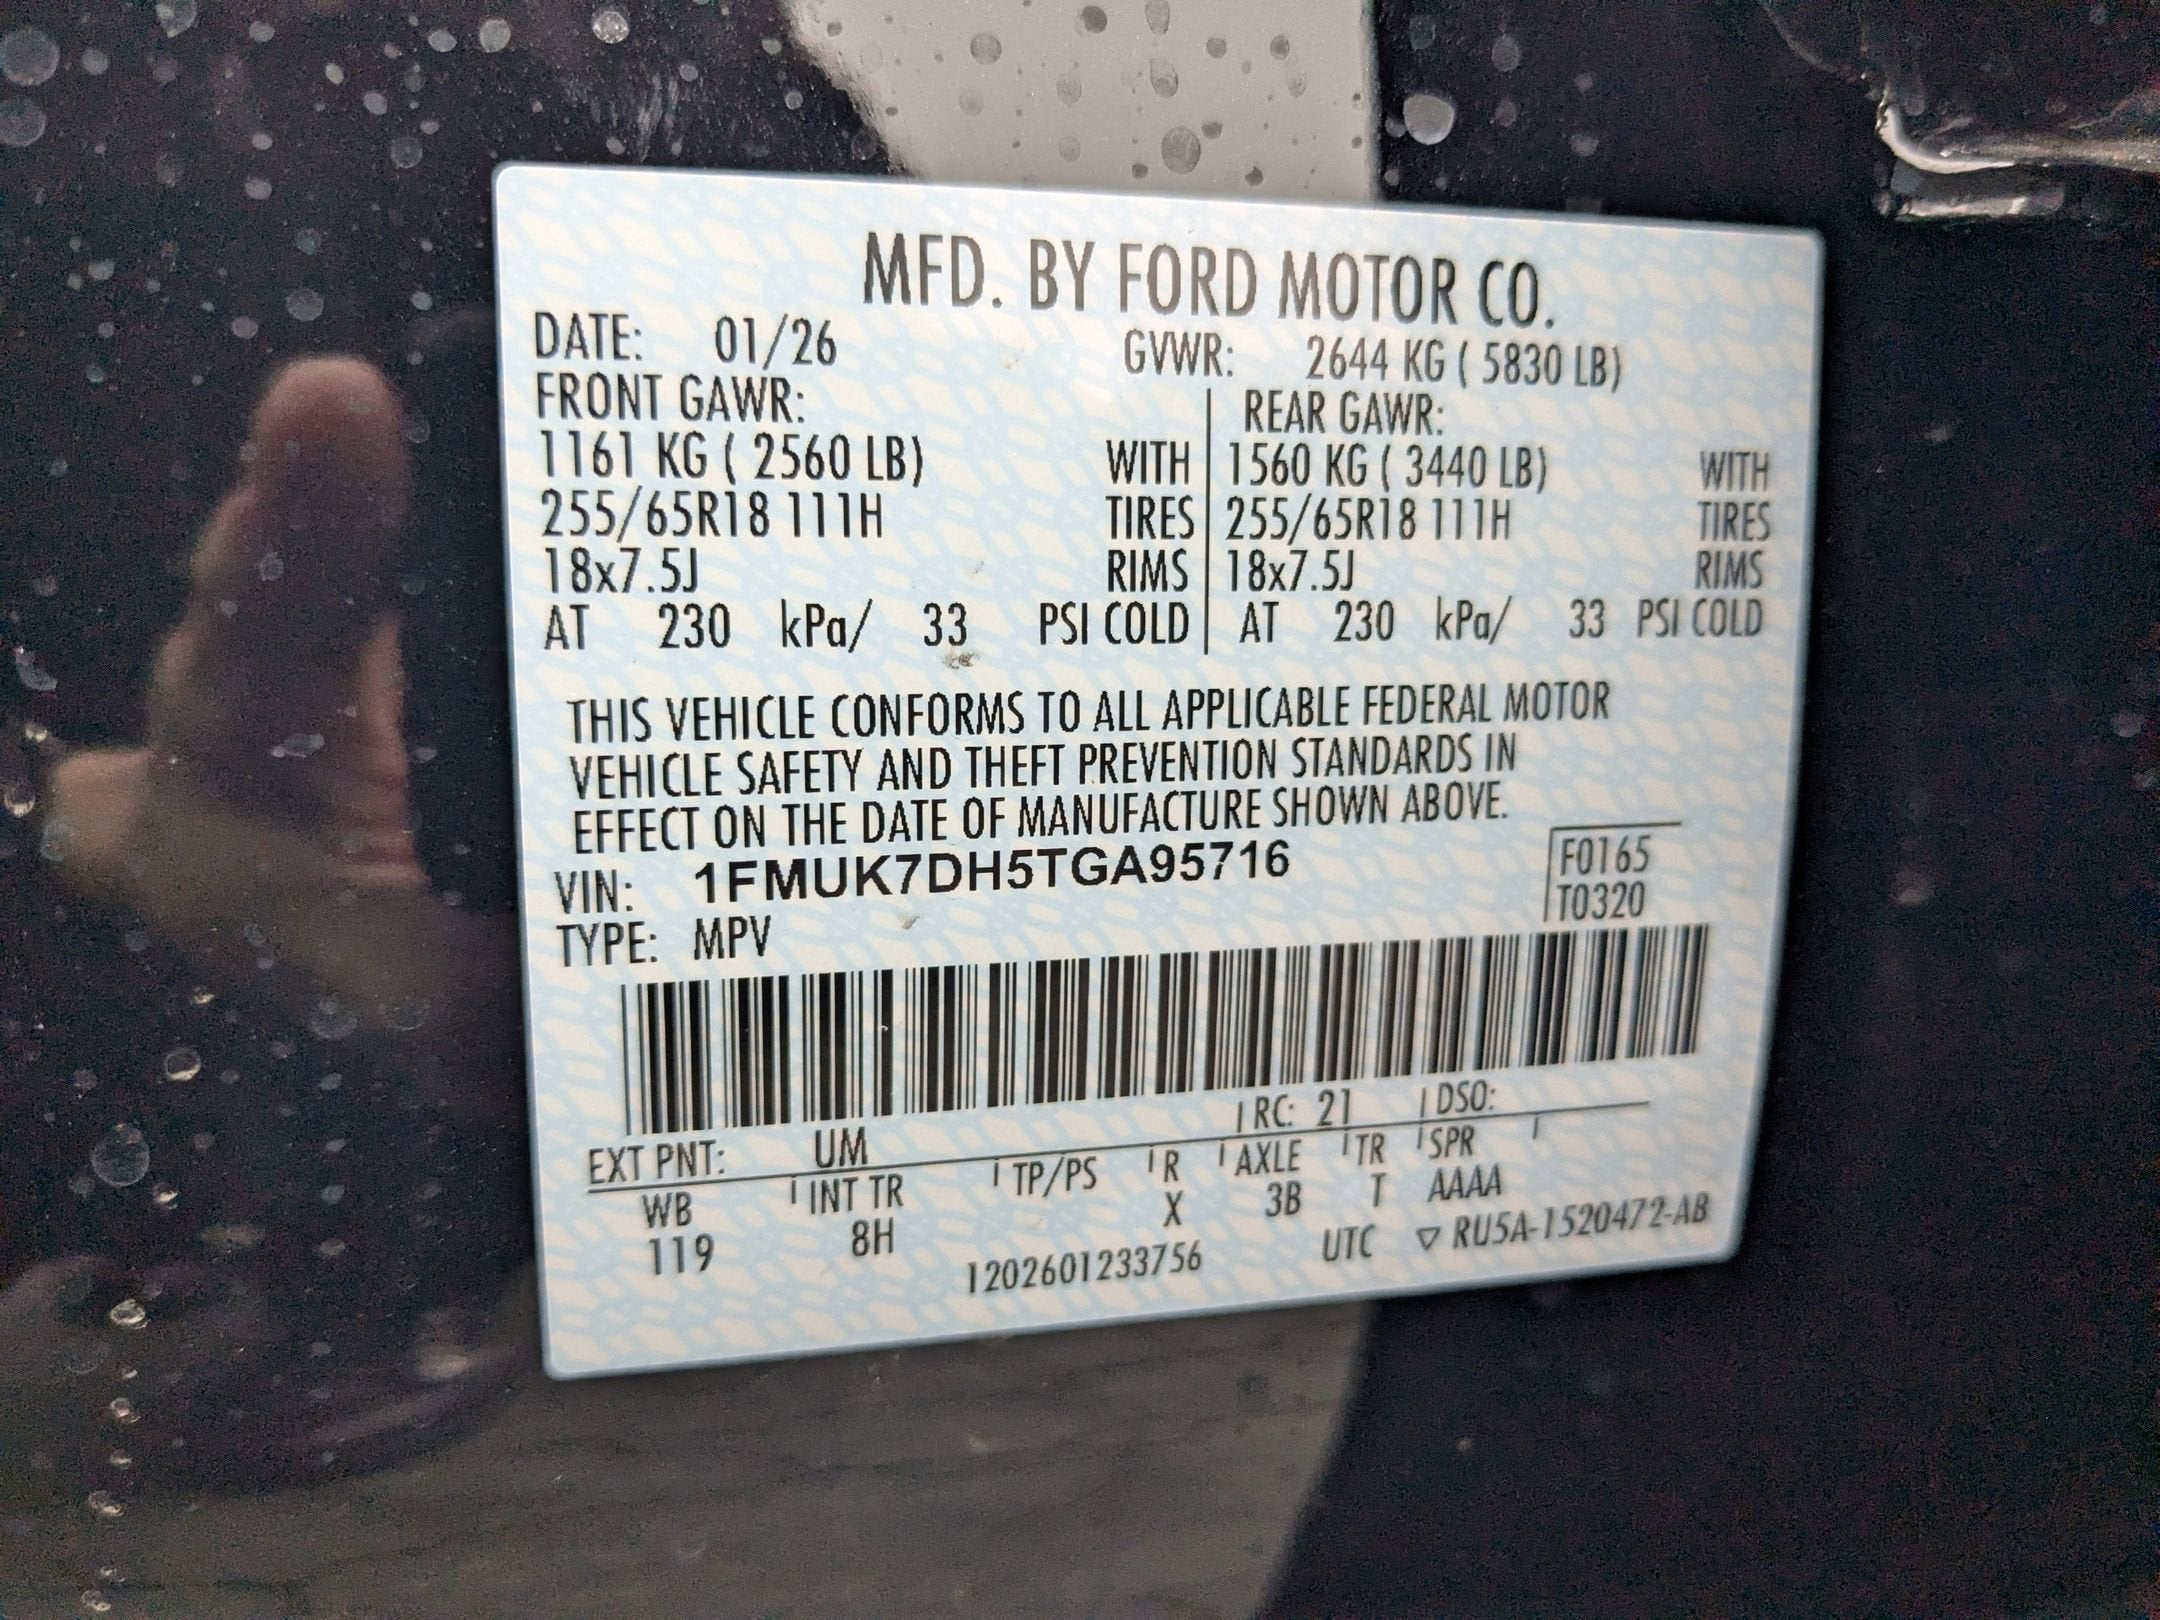 MFD. BY FORD MOTOR CO.
DATE: 01/26 GVWR: 2644 KG ( 5830 LB)
FRONT GAWR: REAR GAWR:
1161 KG ( 2560 LB) WITH 1560 KG ( 3440 LB) WITH
255/65R18 111H TIRES 255/65R18 111H TIRES
18x7.5J RIMS 18x7.5J RIMS
AT 230 kPa/ 33 PSI COLD AT 230 kPa/ 33 PSI COLD
THIS VEHICLE CONFORMS TO ALL APPLICABLE FEDERAL MOTOR
VEHICLE SAFETY AND THEFT PREVENTION STANDARDS IN
EFFECT ON THE DATE OF MANUFACTURE SHOWN ABOVE.
VIN: 1FMUK7DH5TGA95716 F0165
TYPE: MPV T0320
EXT PNT: UM RC: 21 DSO:
WB INT TR TP/PS R AXLE TR SPR
119 8H X 3B T AAAA
1202601233756 UTC ▽ RU5A-1520472-AB